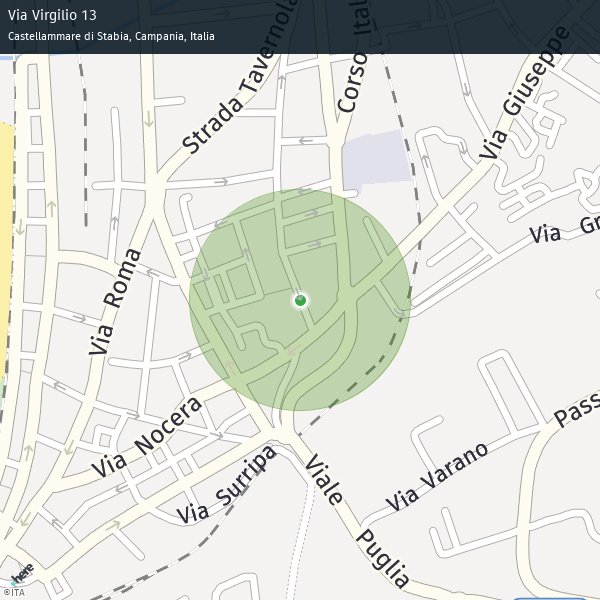 Via Virgilio 13
Castellammare di Stabia, Campania, Italia
Strada Tavernola
Corso Ital
Via Giuseppe
Via Gr
Via Roma
Via Nocera
Via Surripa
Viale Puglia
Via Varano
Pass
here
©ITA